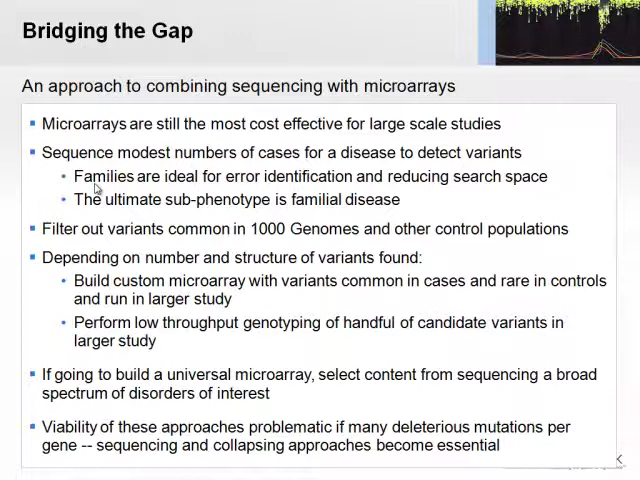 Bridging the Gap
An approach to combining sequencing with microarrays
Microarrays are still the most cost effective for large scale studies
Sequence modest numbers of cases for a disease to detect variants
Families are ideal for error identification and reducing search space
The ultimate sub-phenotype is familial disease
Filter out variants common in 1000 Genomes and other control populations
Depending on number and structure of variants found:
Build custom microarray with variants common in cases and rare in controls
and run in larger study
Perform low throughput genotyping of handful of candidate variants in
larger study
If going to build a universal microarray, select content from sequencing a broad
spectrum of disorders of interest
Viability of these approaches problematic if many deleterious mutations per
gene -- sequencing and collapsing approaches become essential